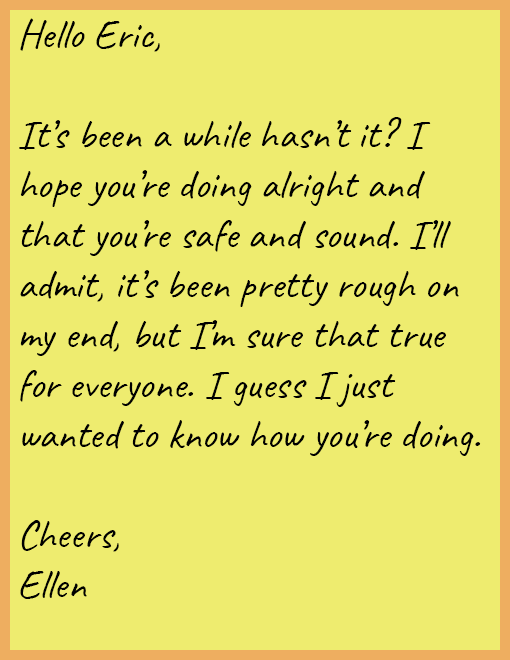 Hello Eric,
It's been a while hasn't it? I
hope you're doing alright and
that you're safe and sound. I'll
admit, it's been pretty rough on
my end, but I'm sure that true
for everyone. I guess I just
wanted to know how you're doing.
Cheers,
Ellen